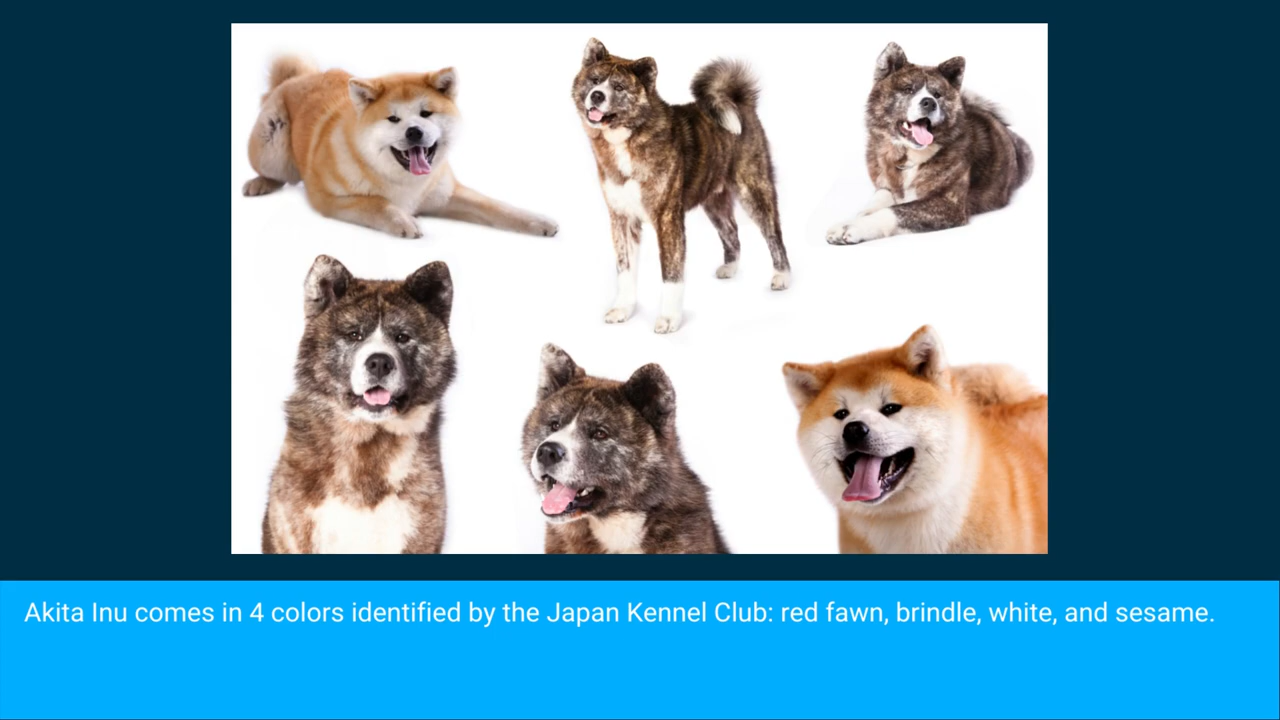 Akita Inu comes in 4 colors identified by the Japan Kennel Club: red fawn, brindle, white, and sesame.